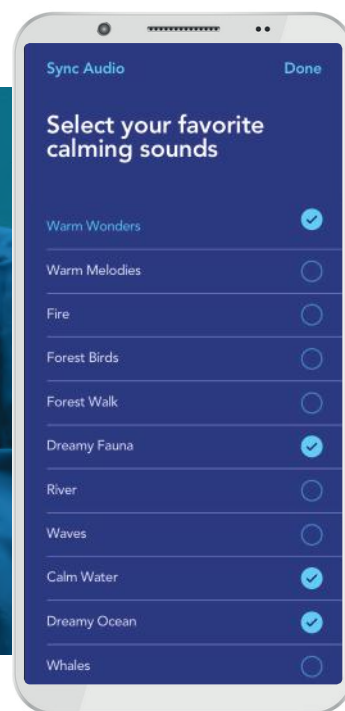 Sync Audio Done
Select your favorite
calming sounds
Warm Wonders
Warm Melodies
Fire
Forest Birds
Forest Walk
Dreamy Fauna
River
Waves
Calm Water
Dreamy Ocean
Whales